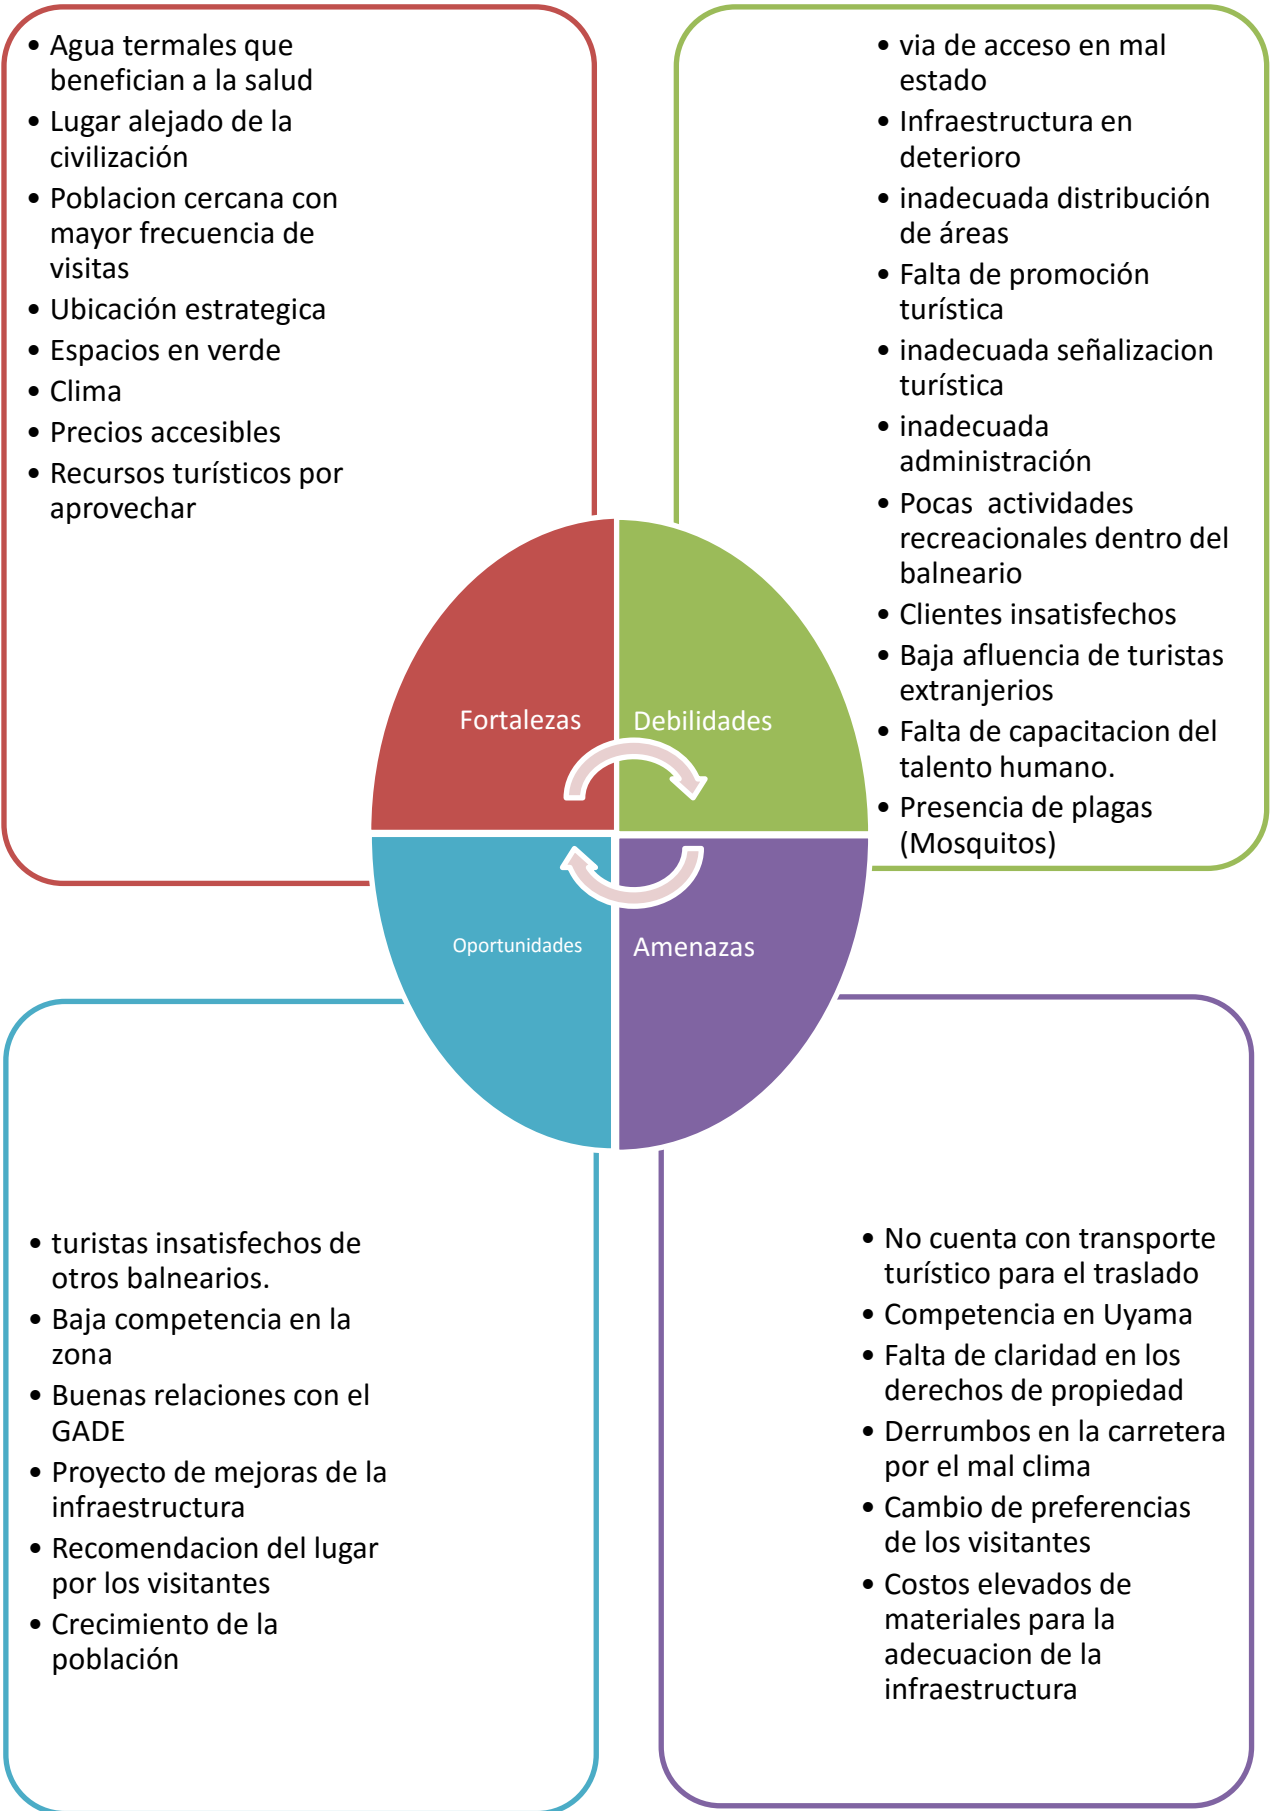 • Agua termales que
benefician a la salud
• Lugar alejado de la
civilización
• Poblacion cercana con
mayor frecuencia de
visitas
• Ubicación estrategica
• Espacios en verde
• Clima
• Precios accesibles
• Recursos turísticos por
aprovechar
• via de acceso en mal
estado
• Infraestructura en
deterioro
• inadecuada distribución
de áreas
• Falta de promoción
turística
• inadecuada señalizacion
turística
• inadecuada
administración
• Pocas actividades
recreacionales dentro del
balneario
• Clientes insatisfechos
• Baja afluencia de turistas
extranjerios
• Falta de capacitacion del
talento humano.
• Presencia de plagas
(Mosquitos)
Fortalezas
Debilidades
Oportunidades
Amenazas
• turistas insatisfechos de
otros balnearios.
• Baja competencia en la
zona
• Buenas relaciones con el
GADE
• Proyecto de mejoras de la
infraestructura
• Recomendacion del lugar
por los visitantes
• Crecimiento de la
población
• No cuenta con transporte
turístico para el traslado
• Competencia en Uyama
• Falta de claridad en los
derechos de propiedad
• Derrumbos en la carretera
por el mal clima
• Cambio de preferencias
de los visitantes
• Costos elevados de
materiales para la
adecuacion de la
infraestructura